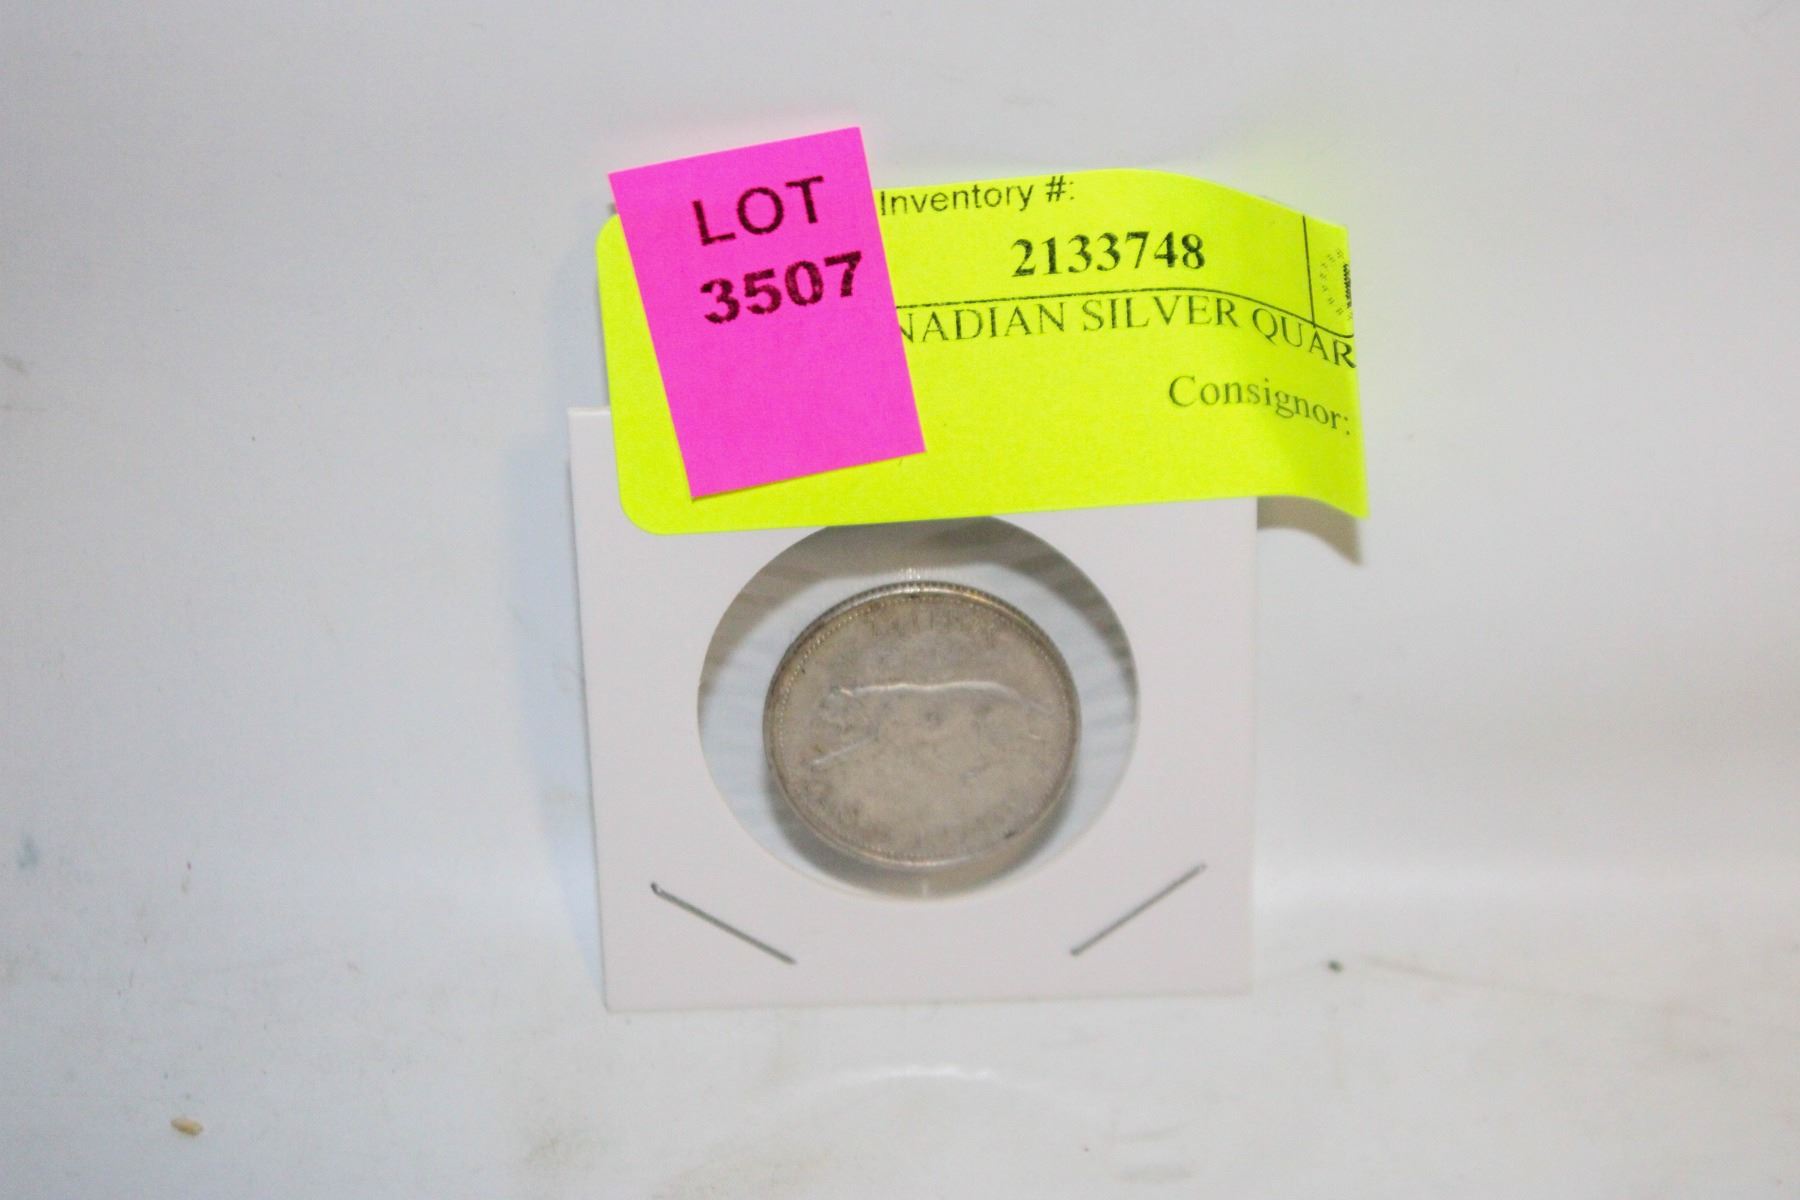 LOT
3507
Inventory #:
2133748
NADIAN SILVER QUAR
Consignor: